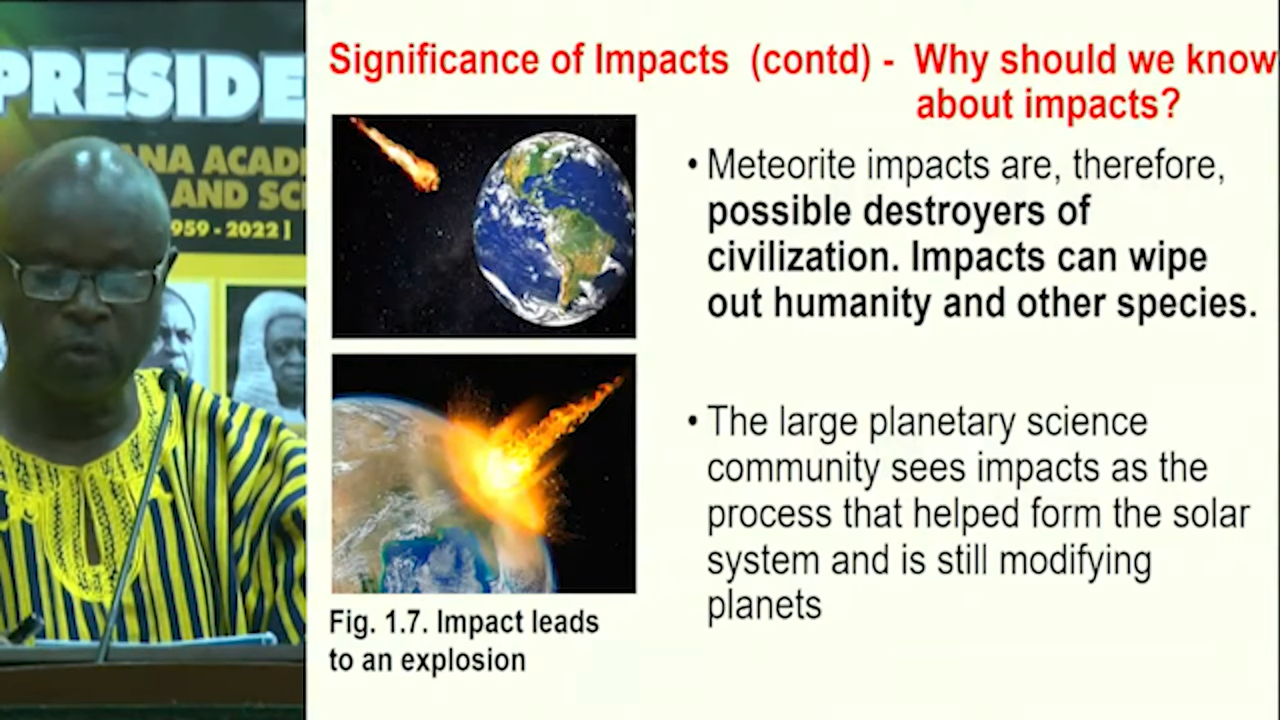 PRESIDE
ANA ACADE
AND SCI
959 - 2022 |
Significance of Impacts (contd) - Why should we know
about impacts?
• Meteorite impacts are, therefore,
possible destroyers of
civilization. Impacts can wipe
out humanity and other species.
• The large planetary science
community sees impacts as the
process that helped form the solar
system and is still modifying
planets
Fig. 1.7. Impact leads
to an explosion